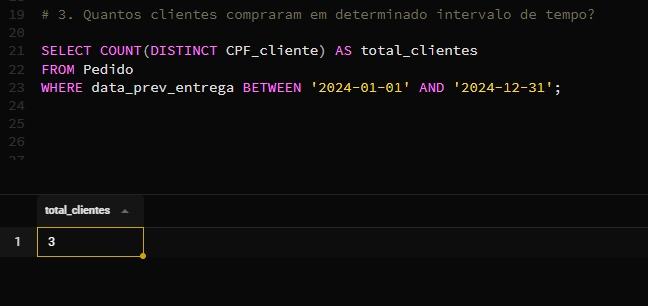 19 # 3. Quantos clientes compraram em determinado intervalo de tempo?
20
21 SELECT COUNT(DISTINCT CPF_cliente) AS total_clientes
22 FROM Pedido
23 WHERE data_prev_entrega BETWEEN '2024-01-01' AND '2024-12-31';
24
25
26
27
total_clientes
1 3